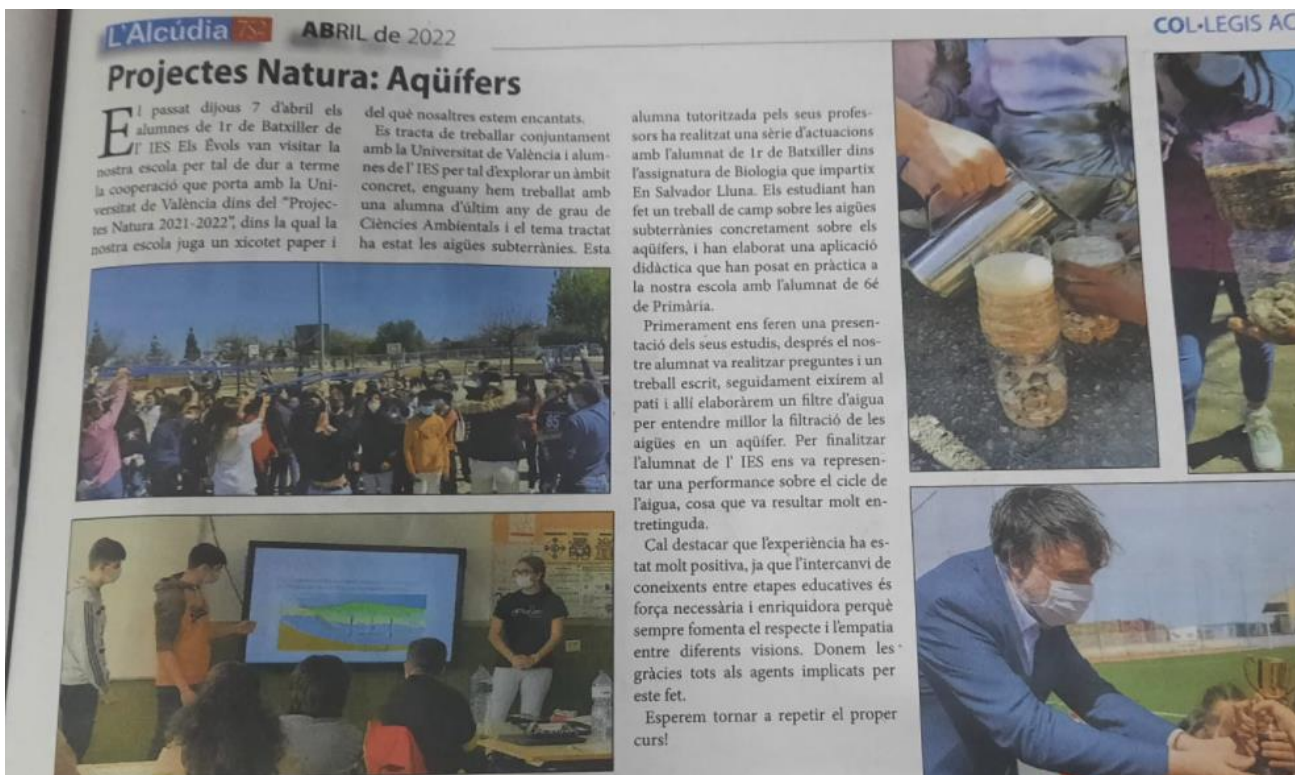 L'Alcúdia 752
ABRIL de 2022
COL·LEGIS
Projectes Natura: Aqüífers
El passat dijous 7 d'abril els
alumnes de 1r de Batxiller de
l' IES Els Évols van visitar la
nostra escola per tal de dur a terme
la cooperació que porta amb la Uni-
versitat de València dins del "Projec-
tes Natura 2021-2022", dins la qual la
nostra escola juga un xicotet paper i
del què nosaltres estem encantats.
Es tracta de treballar conjuntament
amb la Universitat de València i alum-
nes de l' IES per tal d'explorar un àmbit
concret, enguany hem treballat amb
una alumna d'últim any de grau de
Ciències Ambientals i el tema tractat
ha estat les aigües subterrànies. Esta
alumna tutoritzada pels seus profes-
sors ha realitzat una sèrie d'actuacions
amb l'alumnat de 1r de Batxiller dins
l'assignatura de Biologia que impartix
En Salvador Lluna. Els estudiant han
fet un treball de camp sobre les aigües
subterrànies concretament sobre els
aqüífers, i han elaborat una aplicació
didàctica que han posat en pràctica a
la nostra escola amb l'alumnat de 6é
de Primària.
Primerament ens feren una presen-
tació dels seus estudis, després el nos-
tre alumnat va realitzar preguntes i un
treball escrit, seguidament eixírem al
pati i allí elaboràrem un filtre d'aigua
per entendre millor la filtració de les
aigües en un aqüífer. Per finalitzar
l'alumnat de l' IES ens va represen-
tar una performance sobre el cicle de
l'aigua, cosa que va resultar molt en-
tretinguda.
Cal destacar que l'experiència ha es-
tat molt positiva, ja que l'intercanvi de
coneixents entre etapes educatives és
força necessària i enriquidora perquè
sempre fomenta el respecte i l'empatia
entre diferents visions. Donem les
gràcies tots als agents implicats per
este fet.
Esperem tornar a repetir el proper
curs!
85